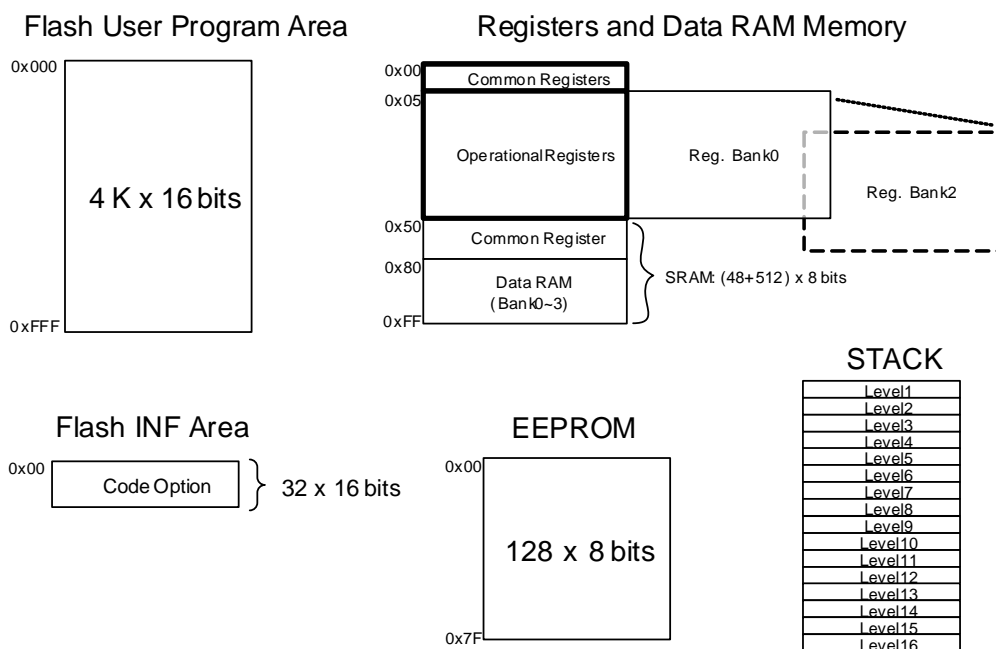 Flash User Program Area
0x000
4 K x 16 bits
0xFFF
Registers and Data RAM Memory
0x00
Common Registers
0x05
Operational Registers
Reg. Bank0
Reg. Bank2
0x50
Common Register
0x80
Data RAM
(Bank0~3)
0xFF
SRAM: (48+512) x 8 bits
Flash INF Area
0x00
Code Option
32 x 16 bits
EEPROM
0x00
128 x 8 bits
0x7F
STACK
Level1
Level2
Level3
Level4
Level5
Level6
Level7
Level8
Level9
Level10
Level11
Level12
Level13
Level14
Level15
Level16